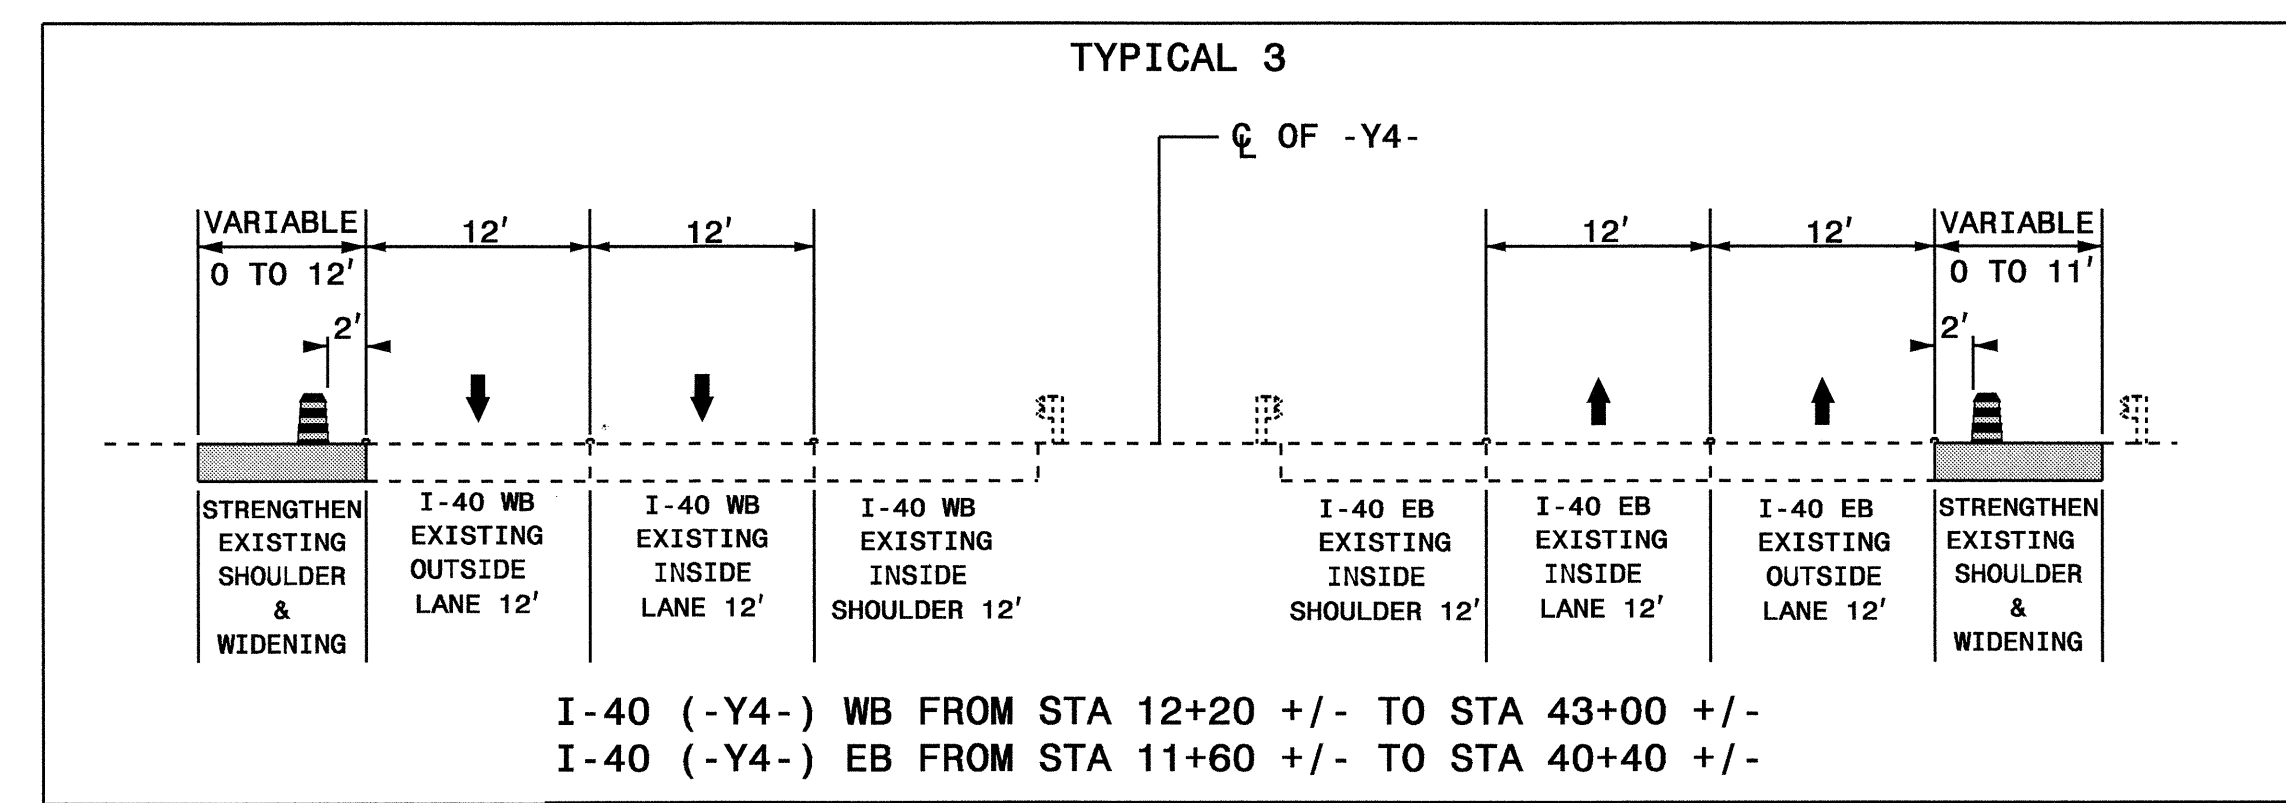 TYPICAL 3
℄ OF -Y4-
VARIABLE
0 TO 12'
12'
12'
12'
12'
VARIABLE
0 TO 11'
2'
2'
STRENGTHEN
EXISTING
SHOULDER
&
WIDENING
I-40 WB
EXISTING
OUTSIDE
LANE 12'
I-40 WB
EXISTING
INSIDE
LANE 12'
I-40 WB
EXISTING
INSIDE
SHOULDER 12'
I-40 EB
EXISTING
INSIDE
SHOULDER 12'
I-40 EB
EXISTING
INSIDE
LANE 12'
I-40 EB
EXISTING
OUTSIDE
LANE 12'
STRENGTHEN
EXISTING
SHOULDER
&
WIDENING
I-40 (-Y4-) WB FROM STA 12+20 +/- TO STA 43+00 +/-
I-40 (-Y4-) EB FROM STA 11+60 +/- TO STA 40+40 +/-